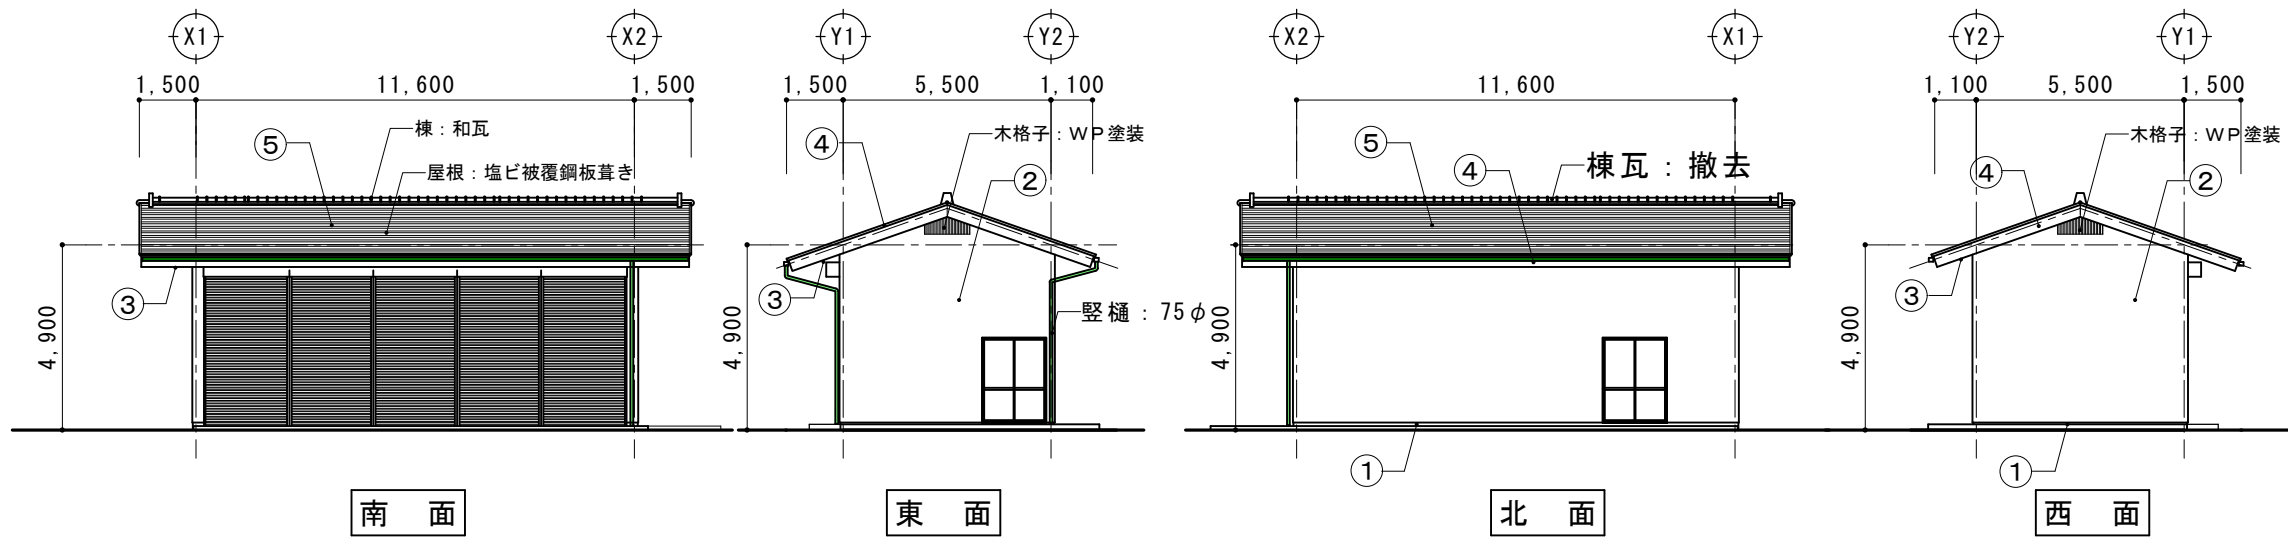 X1
X2
1,500
11,600
1,500
⑤
棟：和瓦
屋根：塩ビ被覆鋼板葺き
③
4,900
南　面
Y1
Y2
1,500
5,500
1,100
④
木格子：ＷＰ塗装
②
③
4,900
竪樋：75φ
東　面
X2
X1
11,600
⑤
④
棟瓦：撤去
4,900
①
北　面
Y2
Y1
1,100
5,500
1,500
木格子：ＷＰ塗装
④
②
③
4,900
①
西　面